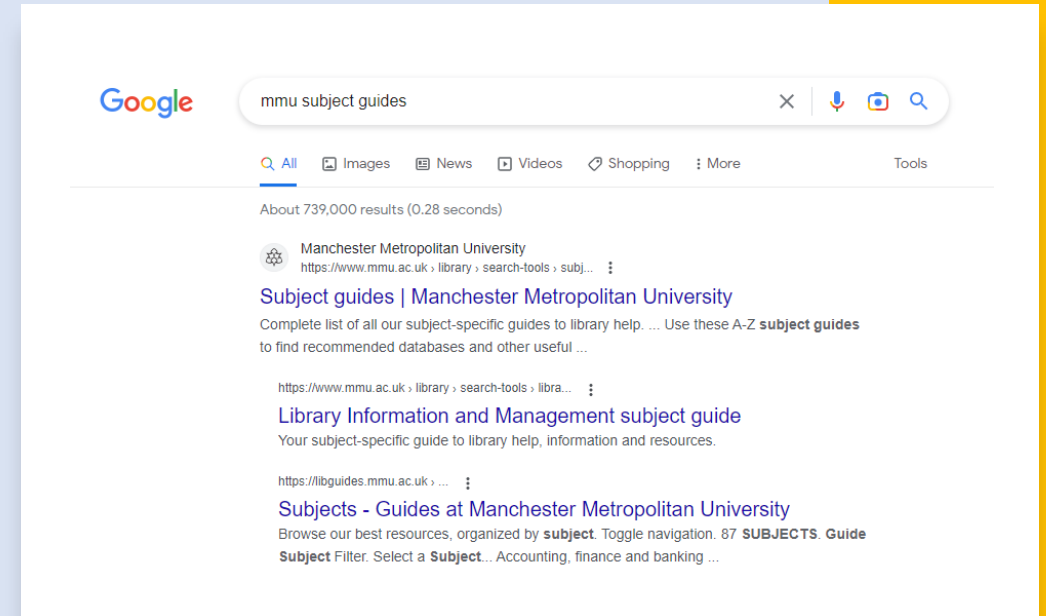 Google
mmu subject guides
All Images News Videos Shopping More Tools
About 739,000 results (0.28 seconds)
Manchester Metropolitan University
https://www.mmu.ac.uk › library › search-tools › subj...
Subject guides | Manchester Metropolitan University
Complete list of all our subject-specific guides to library help. ... Use these A-Z subject guides
to find recommended databases and other useful ...
https://www.mmu.ac.uk › library › search-tools › libra...
Library Information and Management subject guide
Your subject-specific guide to library help, information and resources.
https://libguides.mmu.ac.uk › ...
Subjects - Guides at Manchester Metropolitan University
Browse our best resources, organized by subject. Toggle navigation. 87 SUBJECTS. Guide
Subject Filter. Select a Subject... Accounting, finance and banking ...